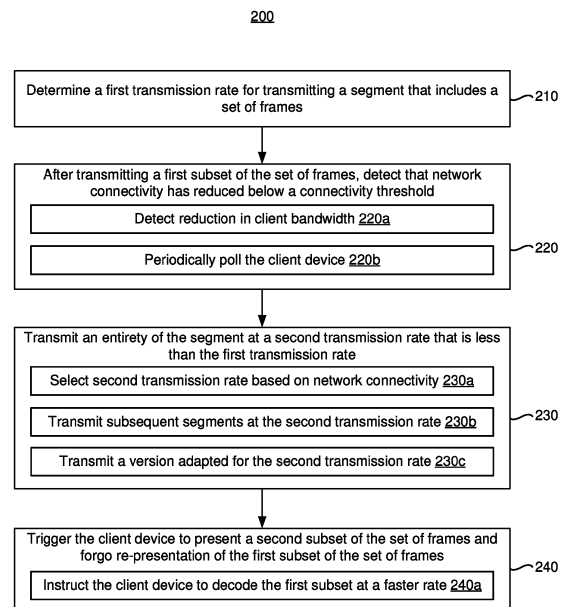 200
Determine a first transmission rate for transmitting a segment that includes a
set of frames
210
After transmitting a first subset of the set of frames, detect that network
connectivity has reduced below a connectivity threshold
Detect reduction in client bandwidth 220a
Periodically poll the client device 220b
220
Transmit an entirety of the segment at a second transmission rate that is less
than the first transmission rate
Select second transmission rate based on network connectivity 230a
Transmit subsequent segments at the second transmission rate 230b
Transmit a version adapted for the second transmission rate 230c
230
Trigger the client device to present a second subset of the set of frames and
forgo re-presentation of the first subset of the set of frames
Instruct the client device to decode the first subset at a faster rate 240a
240